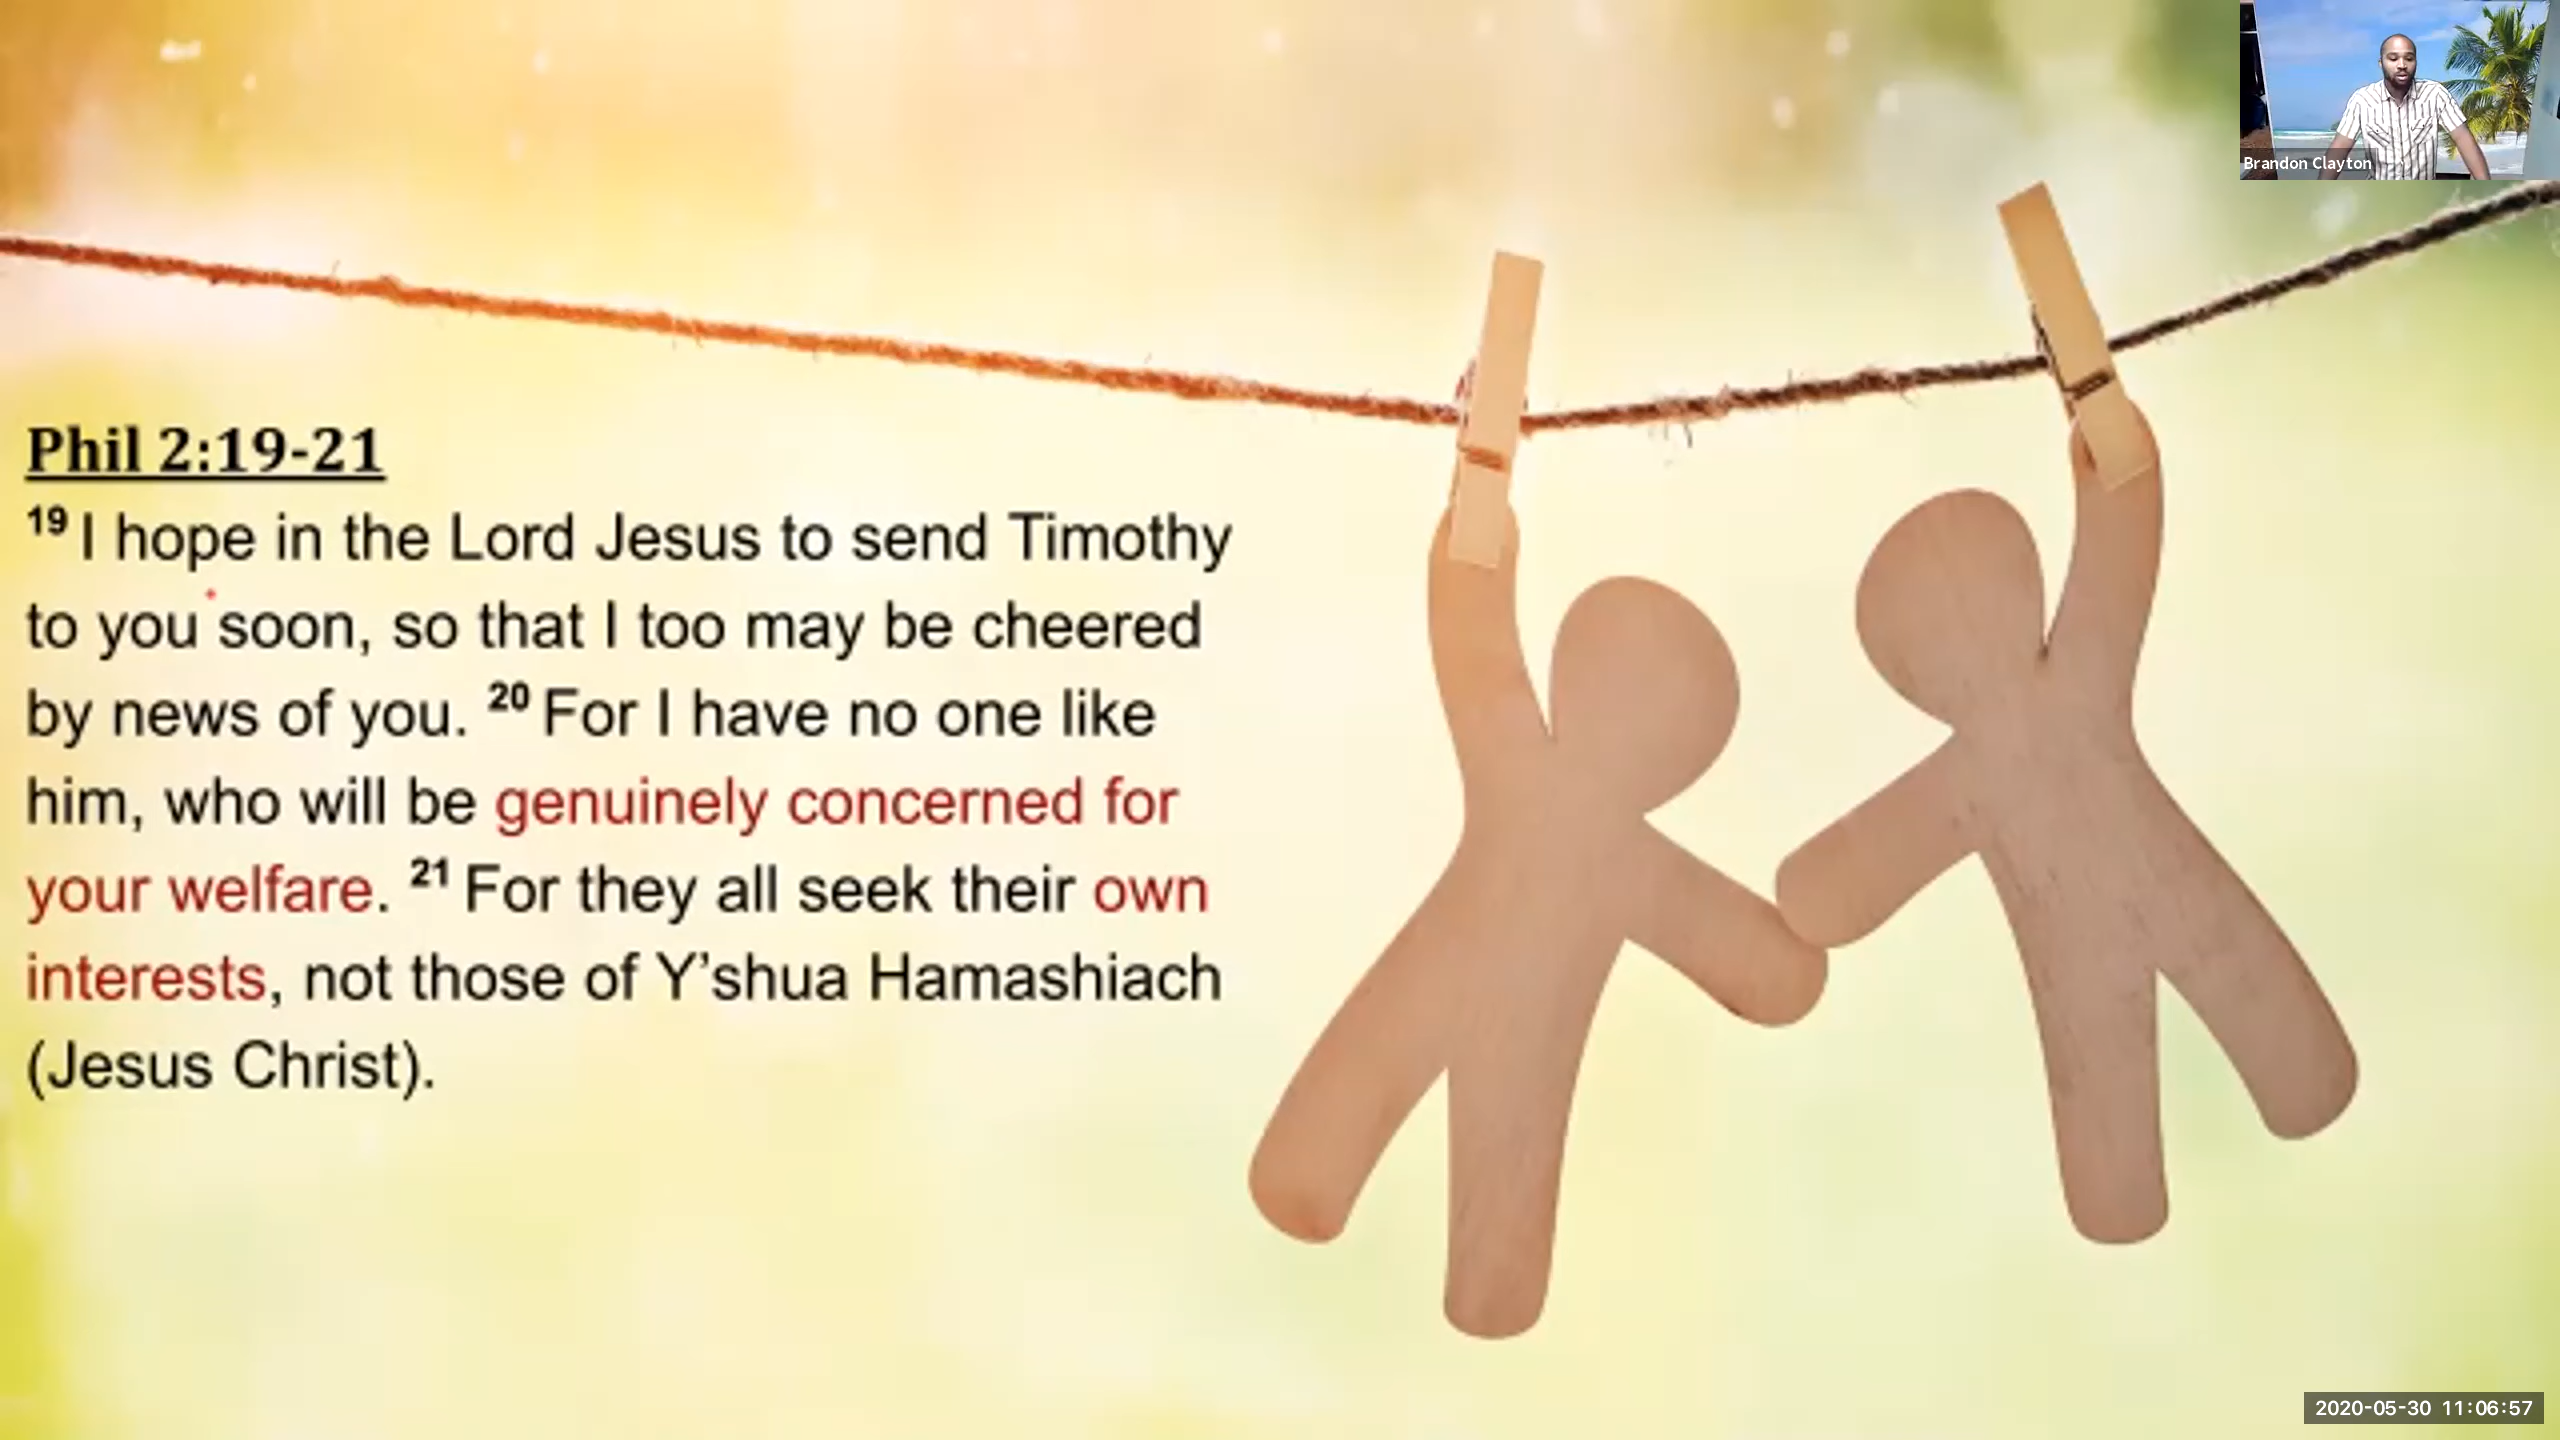 Brandon Clayton
Phil 2:19-21
19 I hope in the Lord Jesus to send Timothy
to you soon, so that I too may be cheered
by news of you. 20 For I have no one like
him, who will be genuinely concerned for
your welfare. 21 For they all seek their own
interests, not those of Y’shua Hamashiach
(Jesus Christ).
2020-05-30 11:06:57